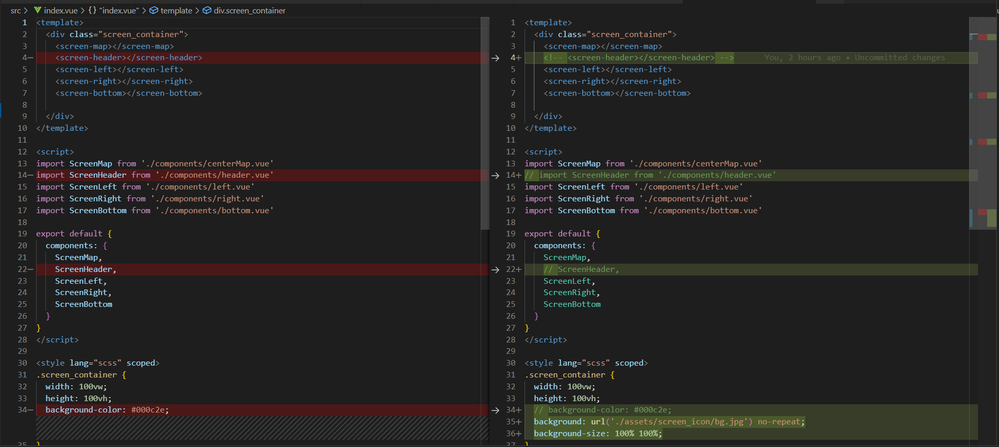 src > index.vue > {} "index.vue" > template > div.screen_container
1 <template>
2 <div class="screen_container">
3 <screen-map></screen-map>
4— <screen-header></screen-header>
5 <screen-left></screen-left>
6 <screen-right></screen-right>
7 <screen-bottom></screen-bottom>
8
9 </div>
10 </template>
11
12 <script>
13 import ScreenMap from './components/centerMap.vue'
14— import ScreenHeader from './components/header.vue'
15 import ScreenLeft from './components/left.vue'
16 import ScreenRight from './components/right.vue'
17 import ScreenBottom from './components/bottom.vue'
18
19 export default {
20 components: {
21 ScreenMap,
22— ScreenHeader,
23 ScreenLeft,
24 ScreenRight,
25 ScreenBottom
26 }
27 }
28 </script>
29
30 <style lang="scss" scoped>
31 .screen_container {
32 width: 100vw;
33 height: 100vh;
34— background-color: #000c2e;
35 }
1 <template>
2 <div class="screen_container">
3 <screen-map></screen-map>
4+ <!-- <screen-header></screen-header> --> You, 2 hours ago • Uncommitted changes
5 <screen-left></screen-left>
6 <screen-right></screen-right>
7 <screen-bottom></screen-bottom>
8
9 </div>
10 </template>
11
12 <script>
13 import ScreenMap from './components/centerMap.vue'
14+ // import ScreenHeader from './components/header.vue'
15 import ScreenLeft from './components/left.vue'
16 import ScreenRight from './components/right.vue'
17 import ScreenBottom from './components/bottom.vue'
18
19 export default {
20 components: {
21 ScreenMap,
22+ // ScreenHeader,
23 ScreenLeft,
24 ScreenRight,
25 ScreenBottom
26 }
27 }
28 </script>
29
30 <style lang="scss" scoped>
31 .screen_container {
32 width: 100vw;
33 height: 100vh;
34+ // background-color: #000c2e;
35+ background: url('./assets/screen_icon/bg.jpg') no-repeat;
36+ background-size: 100% 100%;
37 }